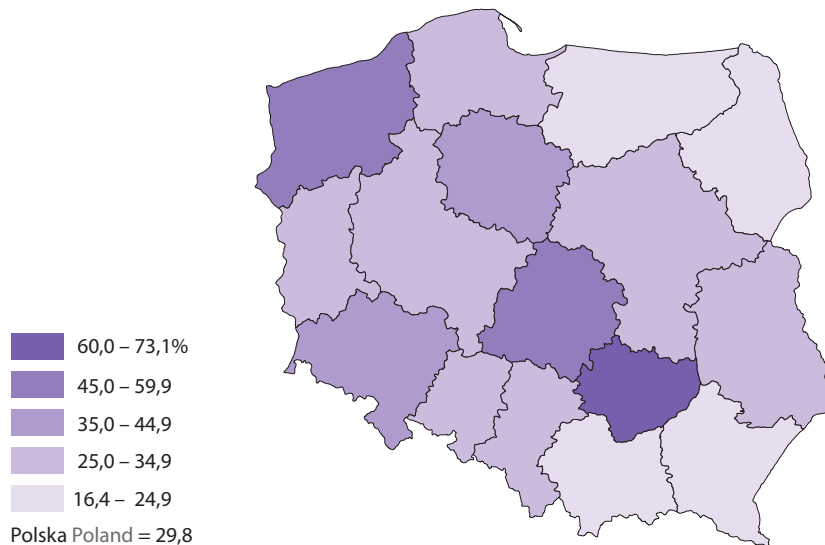 60,0 – 73,1%
45,0 – 59,9
35,0 – 44,9
25,0 – 34,9
16,4 – 24,9
Polska Poland = 29,8